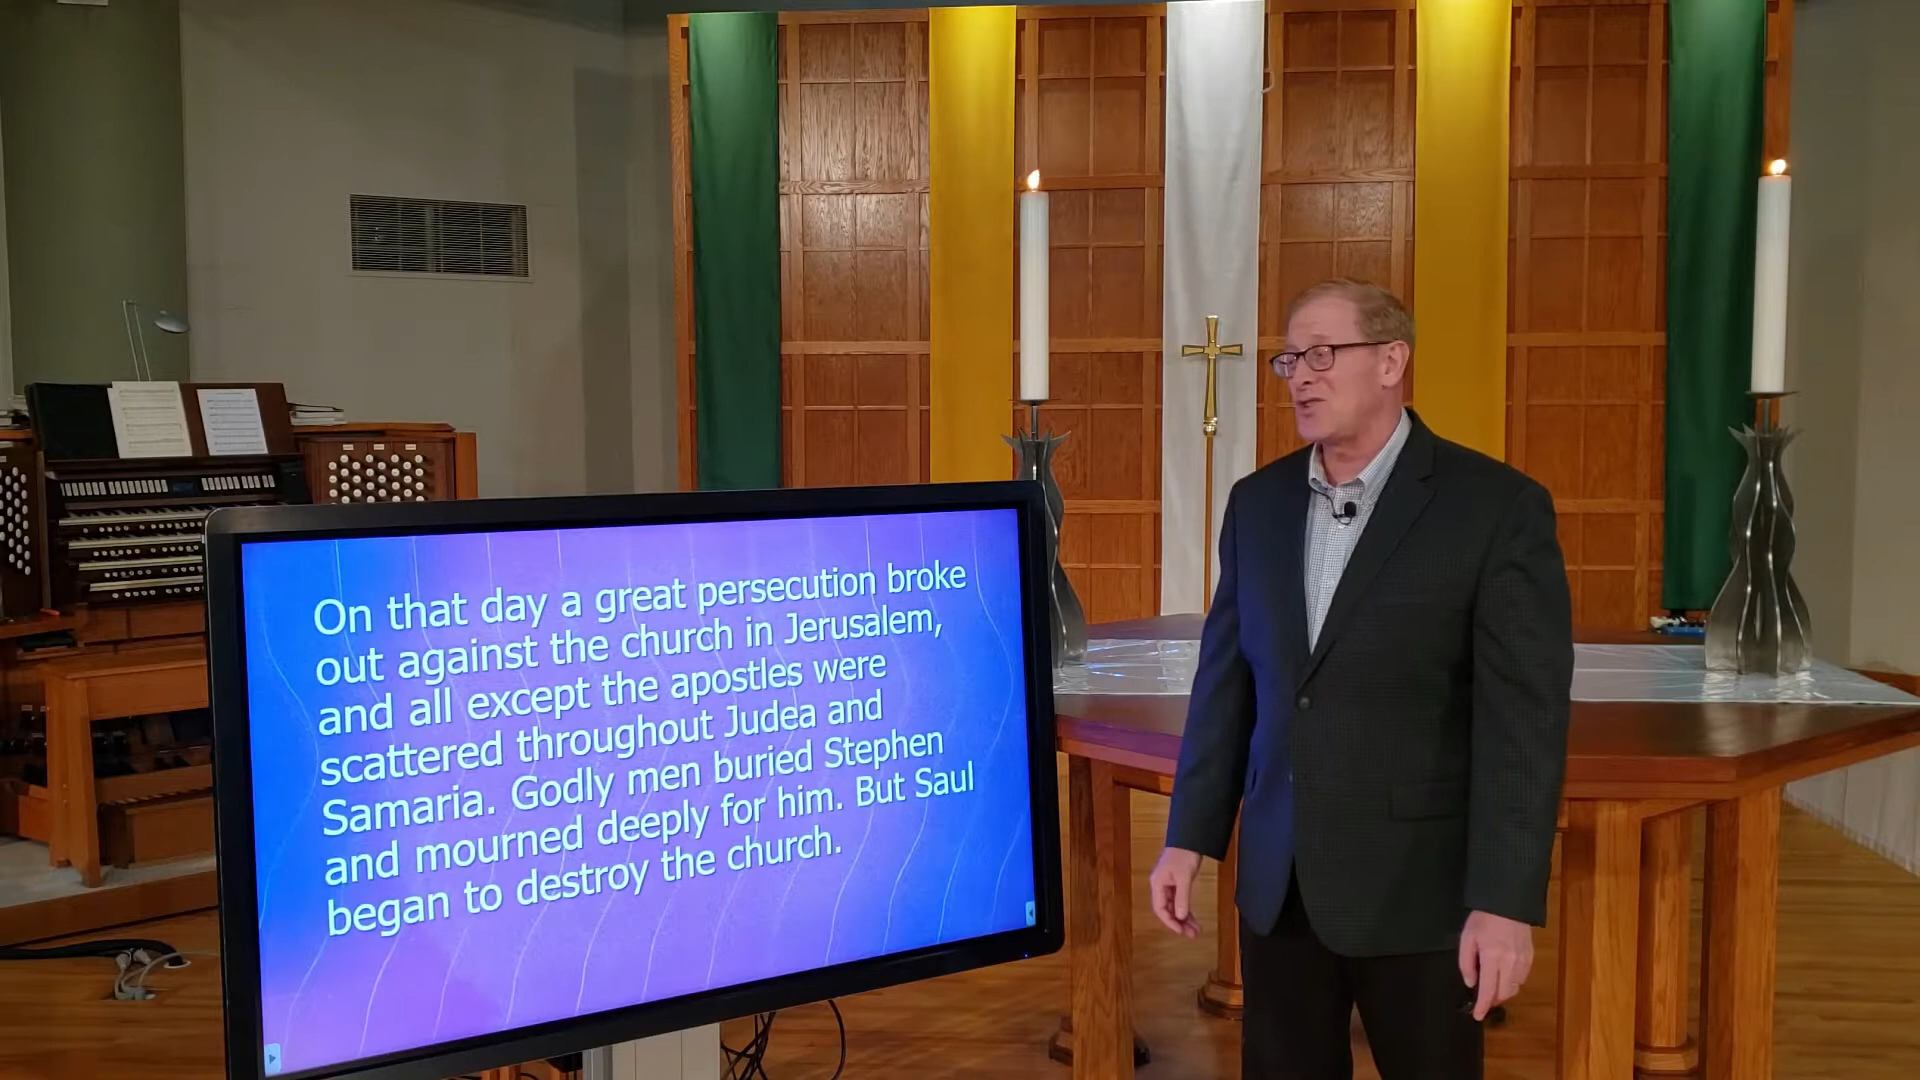 On that day a great persecution broke
out against the church in Jerusalem,
and all except the apostles were
scattered throughout Judea and
Samaria. Godly men buried Stephen
and mourned deeply for him. But Saul
began to destroy the church.